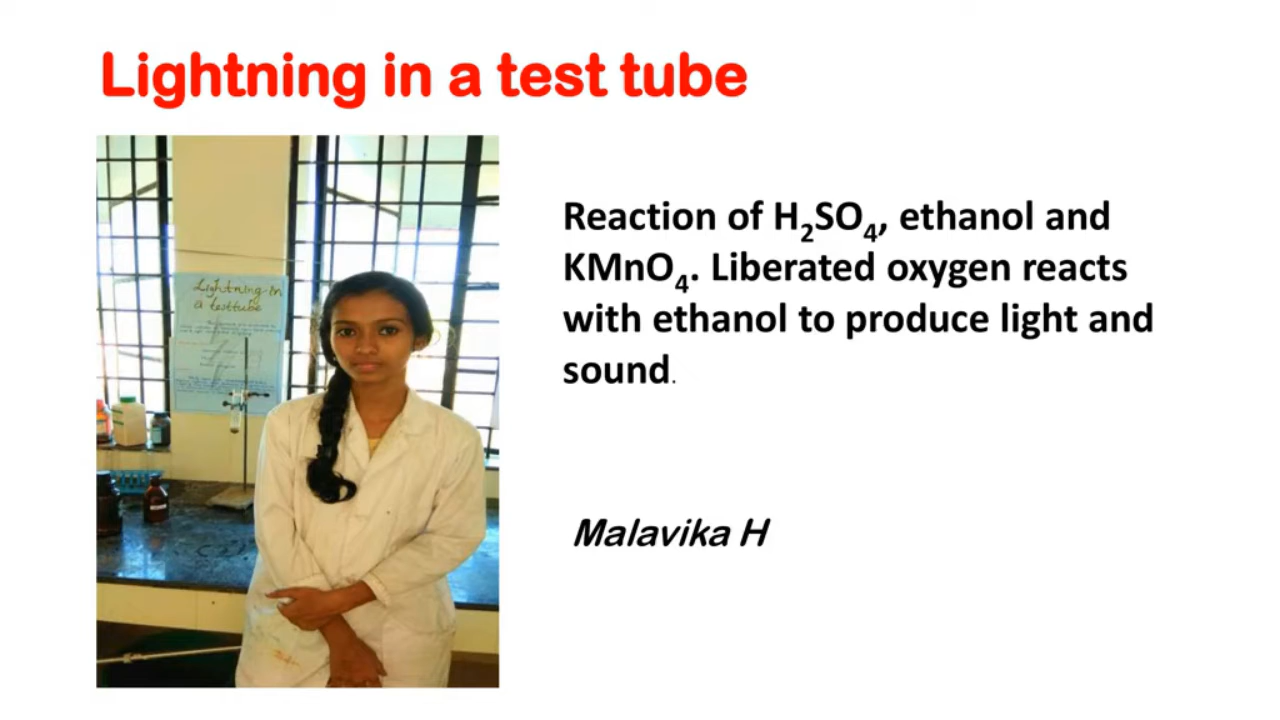 Lightning in a test tube
Reaction of H₂SO₄, ethanol and
KMnO₄. Liberated oxygen reacts
with ethanol to produce light and
sound.
Malavika H
Lightning in
a testtube